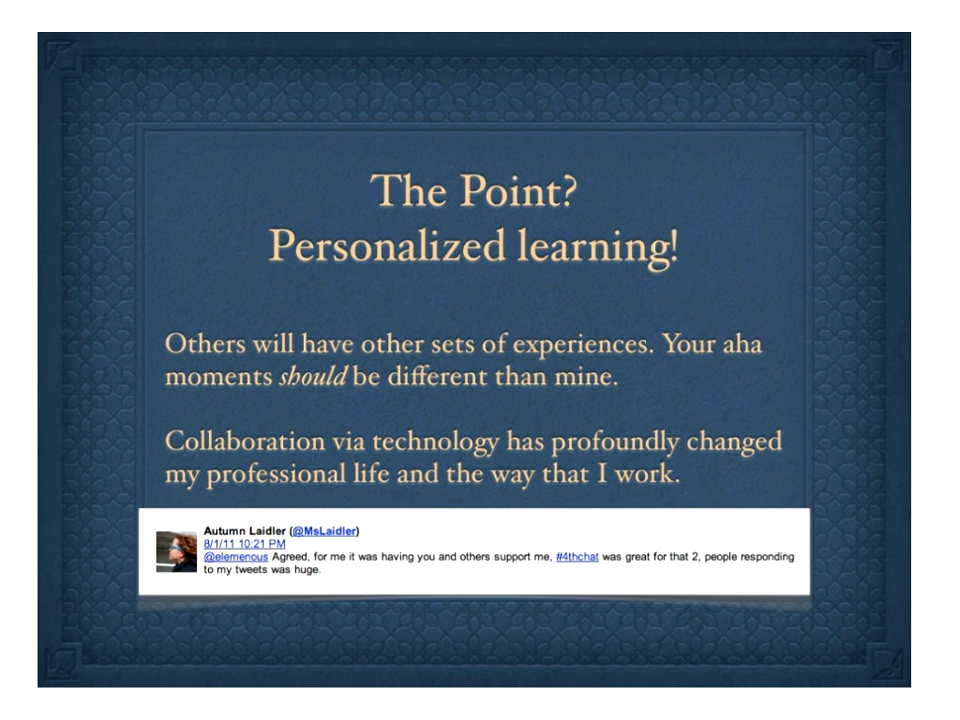 The Point?
Personalized learning!
Others will have other sets of experiences. Your aha
moments should be different than mine.
Collaboration via technology has profoundly changed
my professional life and the way that I work.
Autumn Laidler (@MsLaidler)
8/1/11 10:21 PM
@elemenous Agreed, for me it was having you and others support me, #4thchat was great for that 2, people responding
to my tweets was huge.